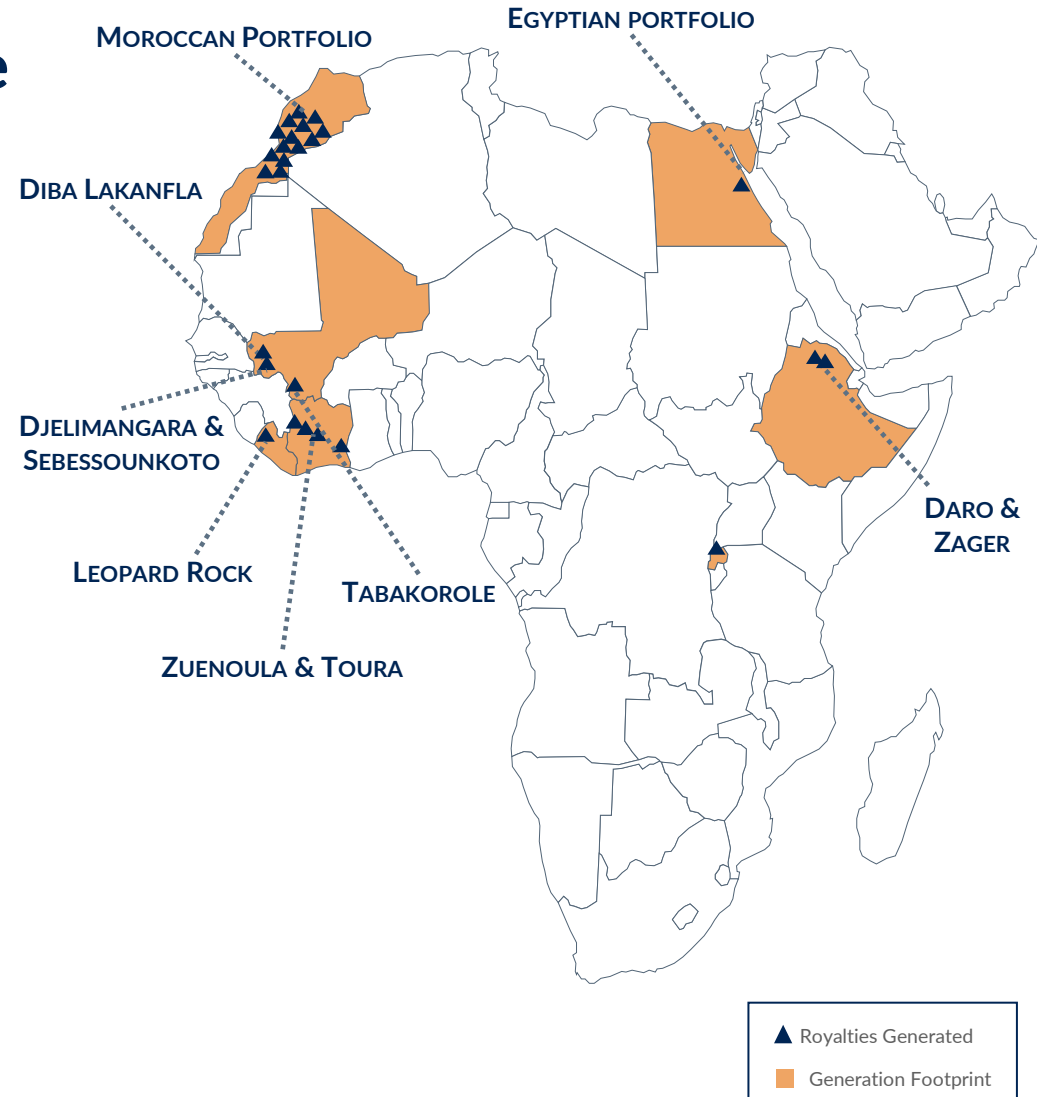 EGYPTIAN PORTFOLIO
MOROCCAN PORTFOLIO
e
DIBA LAKANFLA
DJELIMANGARA &
SEBESSOUNKOTO
DARO &
ZAGER
LEOPARD ROCK
TABAKOROLE
ZUENOULA & TOURA
Royalties Generated
Generation Footprint